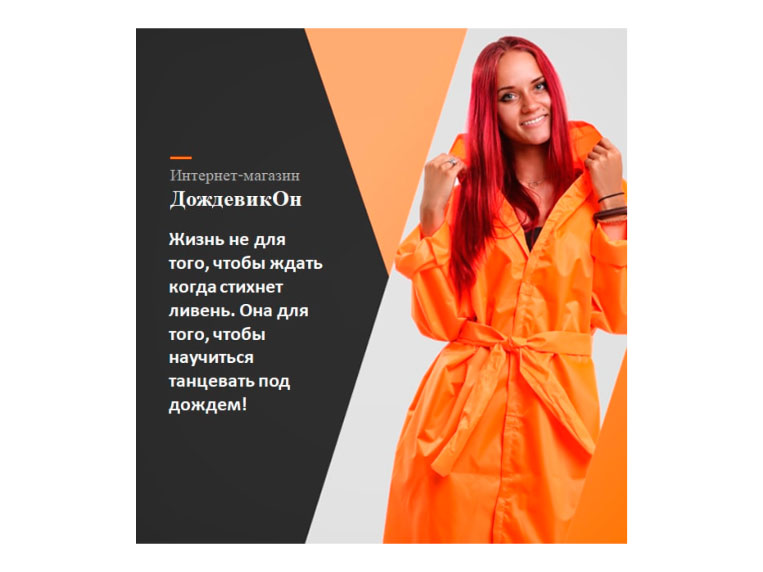 Интернет-магазин
ДождевикОн
Жизнь не для
того, чтобы ждать
когда стихнет
ливень. Она для
того, чтобы
научиться
танцевать под
дождем!